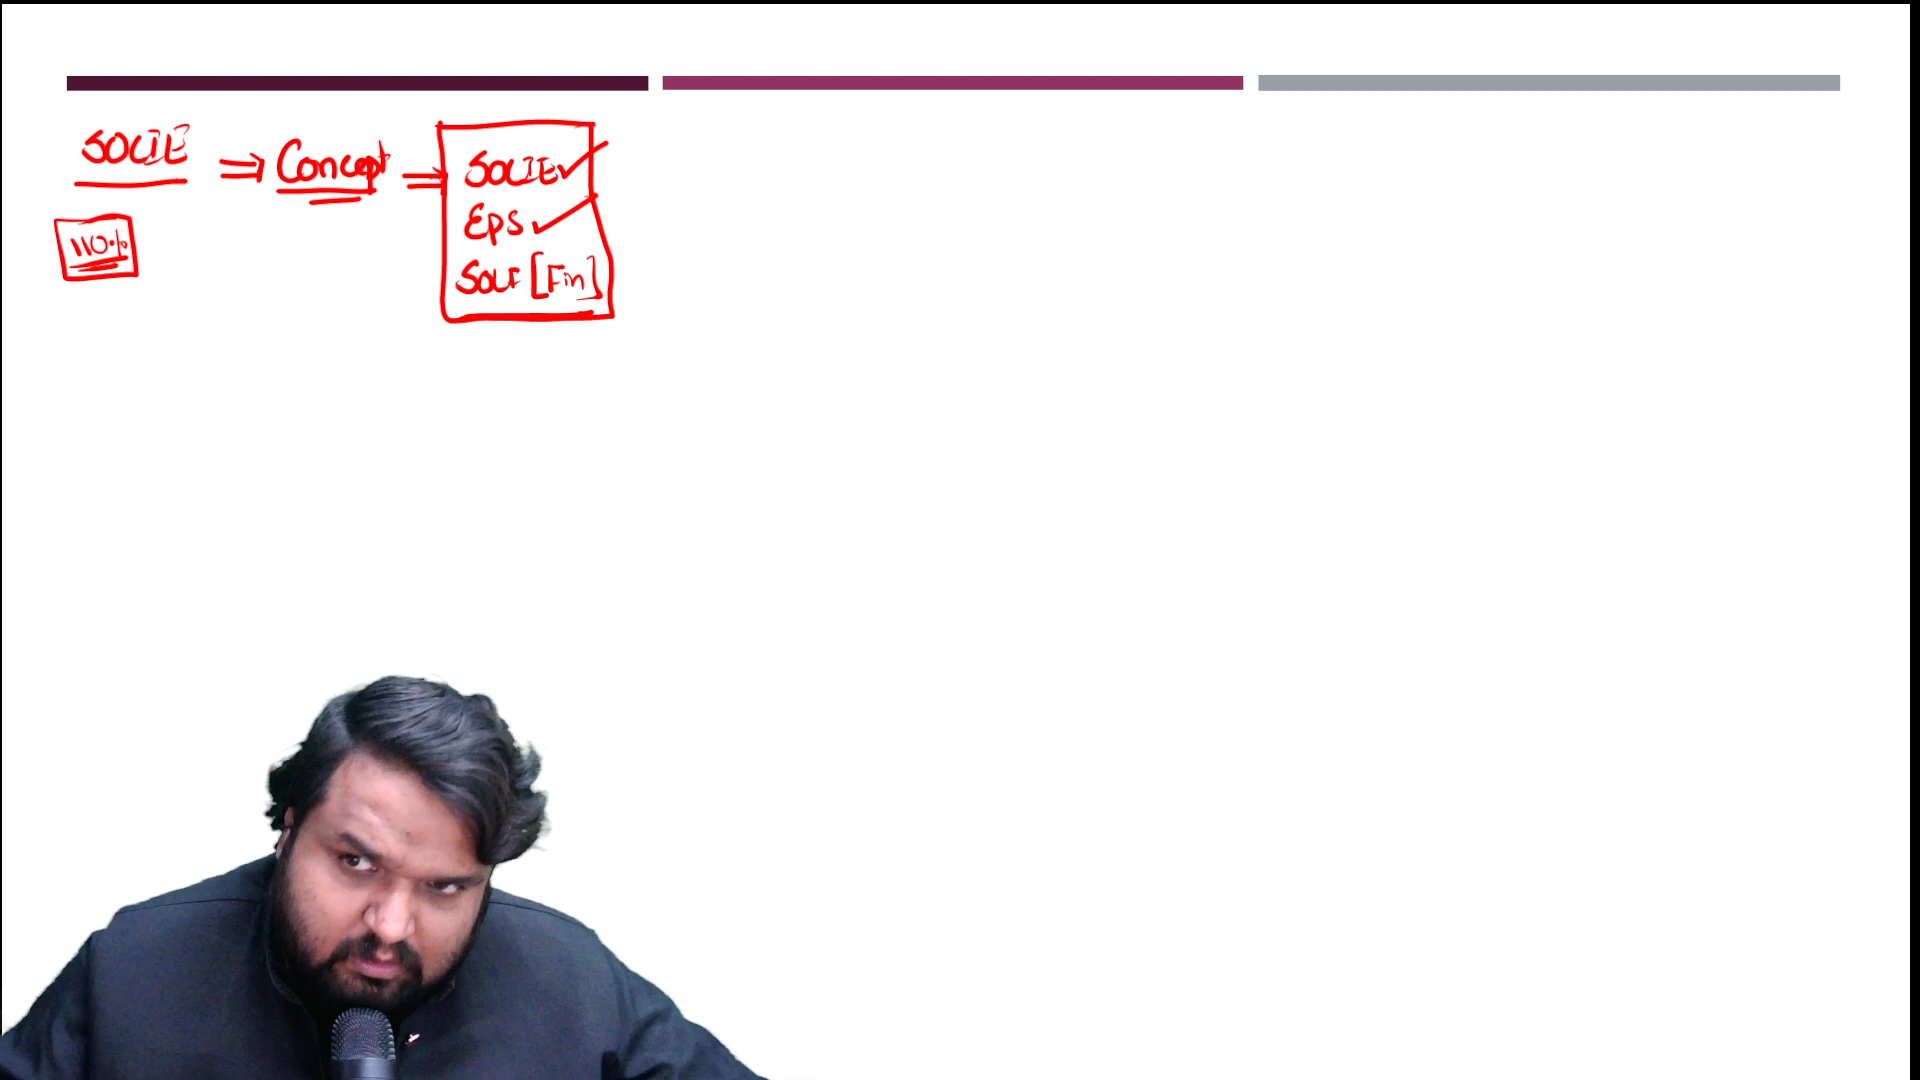 SOCIE ⇒ Concept ⇒
110%
SOCIE ✓
Eps ✓
SOCF [Fin]